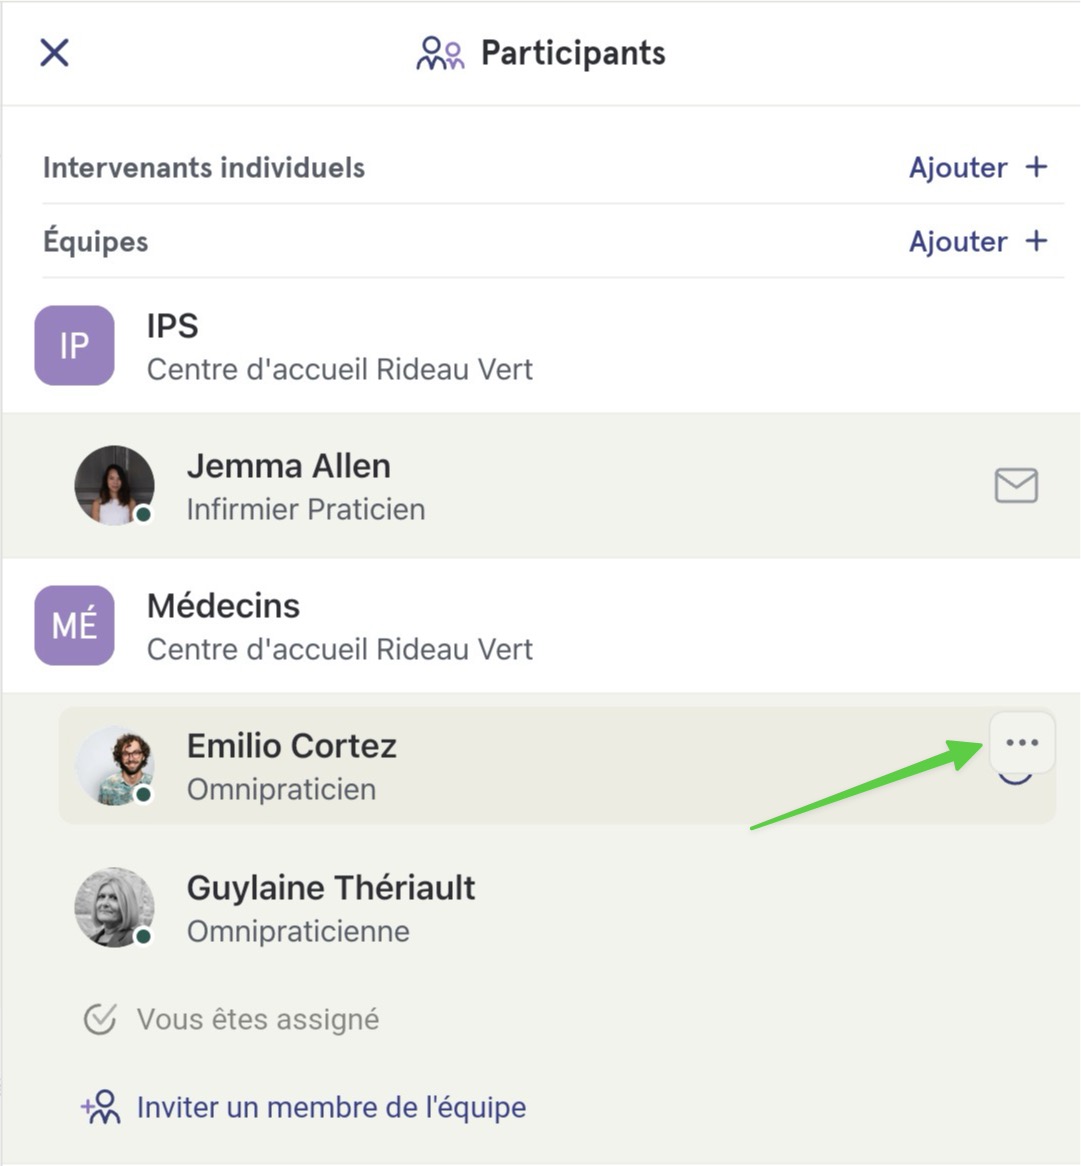 Participants
Intervenants individuels
Ajouter +
Équipes
Ajouter +
IP
IPS
Centre d'accueil Rideau Vert
Jemma Allen
Infirmier Praticien
MÉ
Médecins
Centre d'accueil Rideau Vert
Emilio Cortez
Omnipraticien
Guylaine Thériault
Omnipraticienne
Vous êtes assigné
Inviter un membre de l'équipe